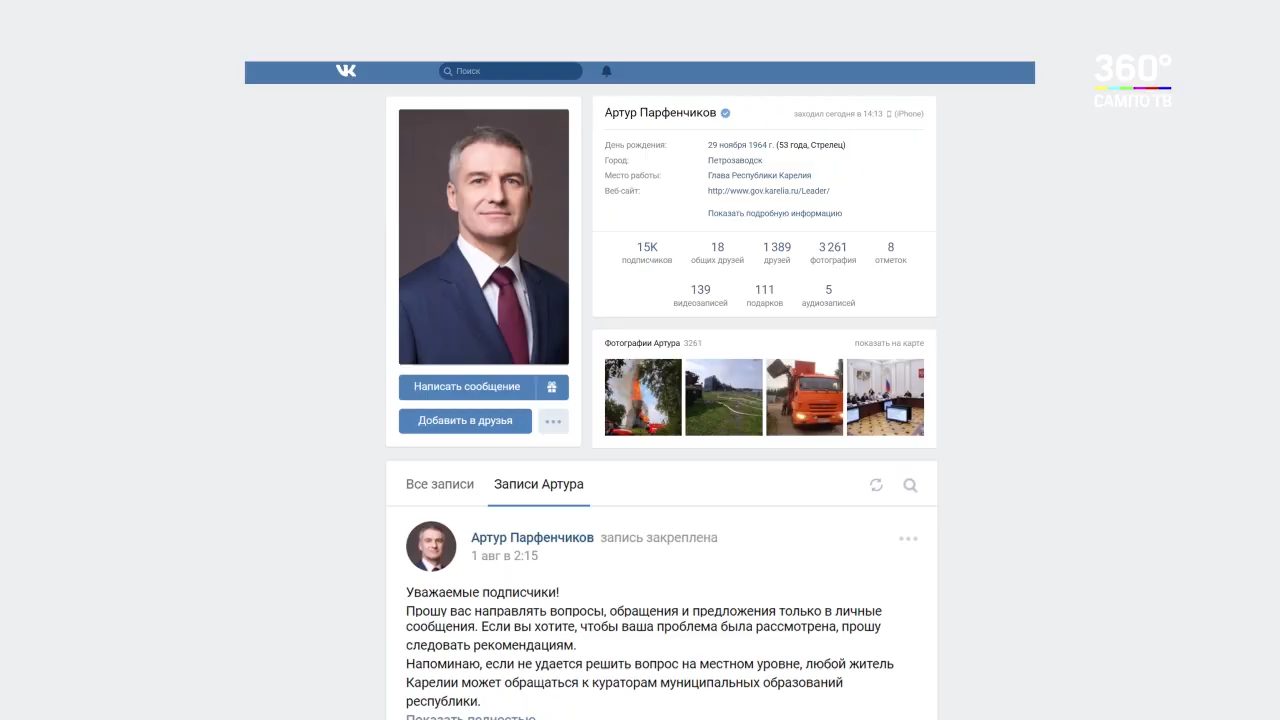 360°
САМПО ТВ
VK
Поиск
Артур Парфенчиков
заходил сегодня в 14:13 (iPhone)
День рождения: 29 ноября 1964 г. (53 года, Стрелец)
Город: Петрозаводск
Место работы: Глава Республики Карелия
Веб-сайт: http://www.gov.karelia.ru/Leader/
Показать подробную информацию
15K 18 1 389 3 261 8
подписчиков общих друзей друзей фотография отметок
139 111 5
видеозаписей подарков аудиозаписей
Написать сообщение
Добавить в друзья
Фотографии Артура 3261 показать на карте
Все записи Записи Артура
Артур Парфенчиков запись закреплена
1 авг в 2:15
Уважаемые подписчики!
Прошу вас направлять вопросы, обращения и предложения только в личные
сообщения. Если вы хотите, чтобы ваша проблема была рассмотрена, прошу
следовать рекомендациям.
Напоминаю, если не удается решить вопрос на местном уровне, любой житель
Карелии может обращаться к кураторам муниципальных образований
республики.
Показать полностью